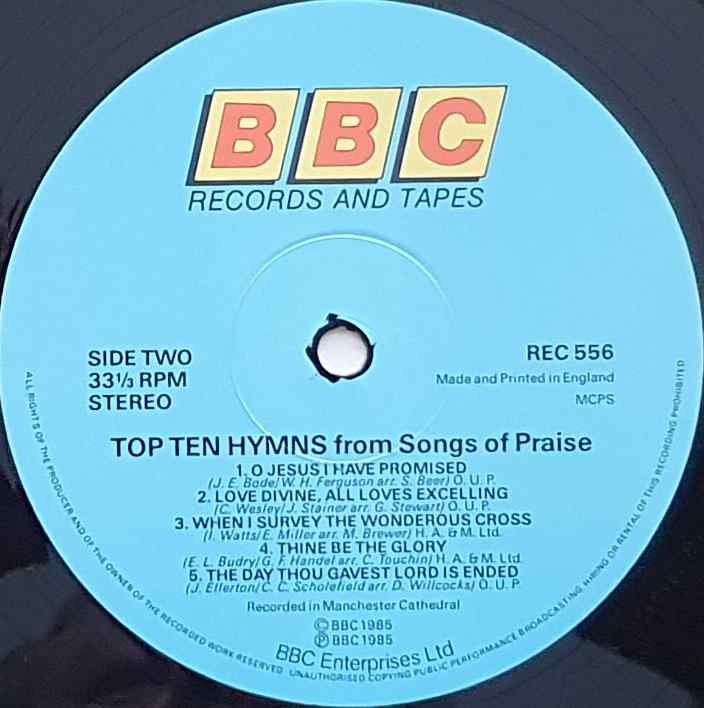 BBC
RECORDS AND TAPES
SIDE TWO
33⅓ RPM
STEREO
REC 556
Made and Printed in England
MCPS
TOP TEN HYMNS from Songs of Praise
1. O JESUS I HAVE PROMISED
(J. E. Bode/W. H. Ferguson arr. S. Beer) O. U. P.
2. LOVE DIVINE, ALL LOVES EXCELLING
(C. Wesley/J. Stainer arr. G. Stewart) O. U. P.
3. WHEN I SURVEY THE WONDEROUS CROSS
(I. Watts/E. Miller arr. M. Brewer) H. A. & M. Ltd.
4. THINE BE THE GLORY
(E. L. Budry/G. F. Handel arr. C. Touchin) H. A. & M. Ltd.
5. THE DAY THOU GAVEST LORD IS ENDED
(J. Ellerton/C. C. Scholefield arr. D. Willcocks) O. U. P.
Recorded in Manchester Cathedral
© BBC 1985
℗ BBC 1985
BBC Enterprises Ltd
ALL RIGHTS OF THE PRODUCER AND OF THE OWNER OF THE RECORDED WORK RESERVED · UNAUTHORISED COPYING PUBLIC PERFORMANCE BROADCASTING, HIRING OR RENTAL OF THIS RECORD PROHIBITED